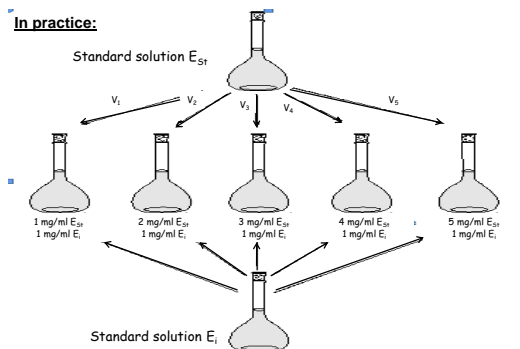 In practice:
Standard solution ESt
V1 V2 V3 V4 V5
1 mg/ml ESt 2 mg/ml ESt 3 mg/ml ESt 4 mg/ml ESt 5 mg/ml ESt
1 mg/ml Ei 1 mg/ml Ei 1 mg/ml Ei 1 mg/ml Ei 1 mg/ml Ei
Standard solution Ei